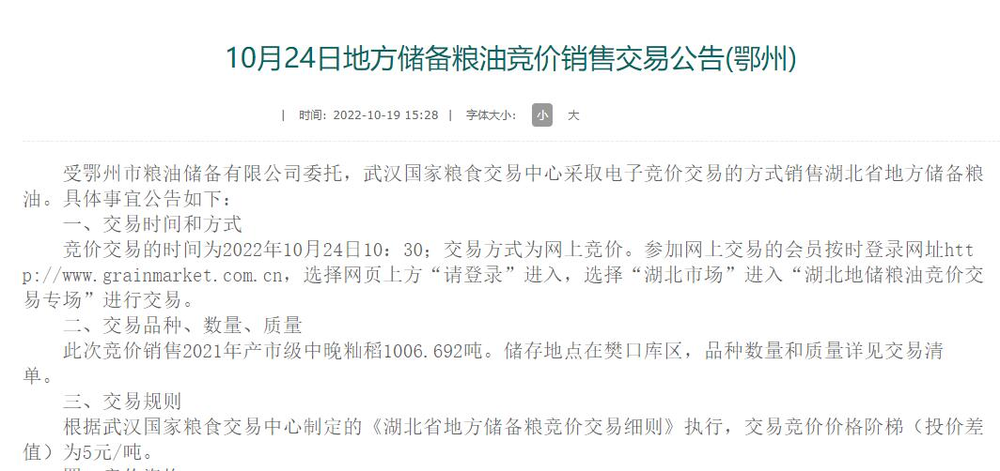 10月24日地方储备粮油竞价销售交易公告(鄂州)
| 时间：2022-10-19 15:28 | 字体大小： 小 大
受鄂州市粮油储备有限公司委托，武汉国家粮食交易中心采取电子竞价交易的方式销售湖北省地方储备粮
油。具体事宜公告如下：
一、交易时间和方式
竞价交易的时间为2022年10月24日10：30；交易方式为网上竞价。参加网上交易的会员按时登录网址htt
p://www.grainmarket.com.cn，选择网页上方“请登录”进入，选择“湖北市场”进入“湖北地储粮油竞价交
易专场”进行交易。
二、交易品种、数量、质量
此次竞价销售2021年产市级中晚籼稻1006.692吨。储存地点在樊口库区，品种数量和质量详见交易清
单。
三、交易规则
根据武汉国家粮食交易中心制定的《湖北省地方储备粮竞价交易细则》执行，交易竞价价格阶梯（投价差
值）为5元/吨。